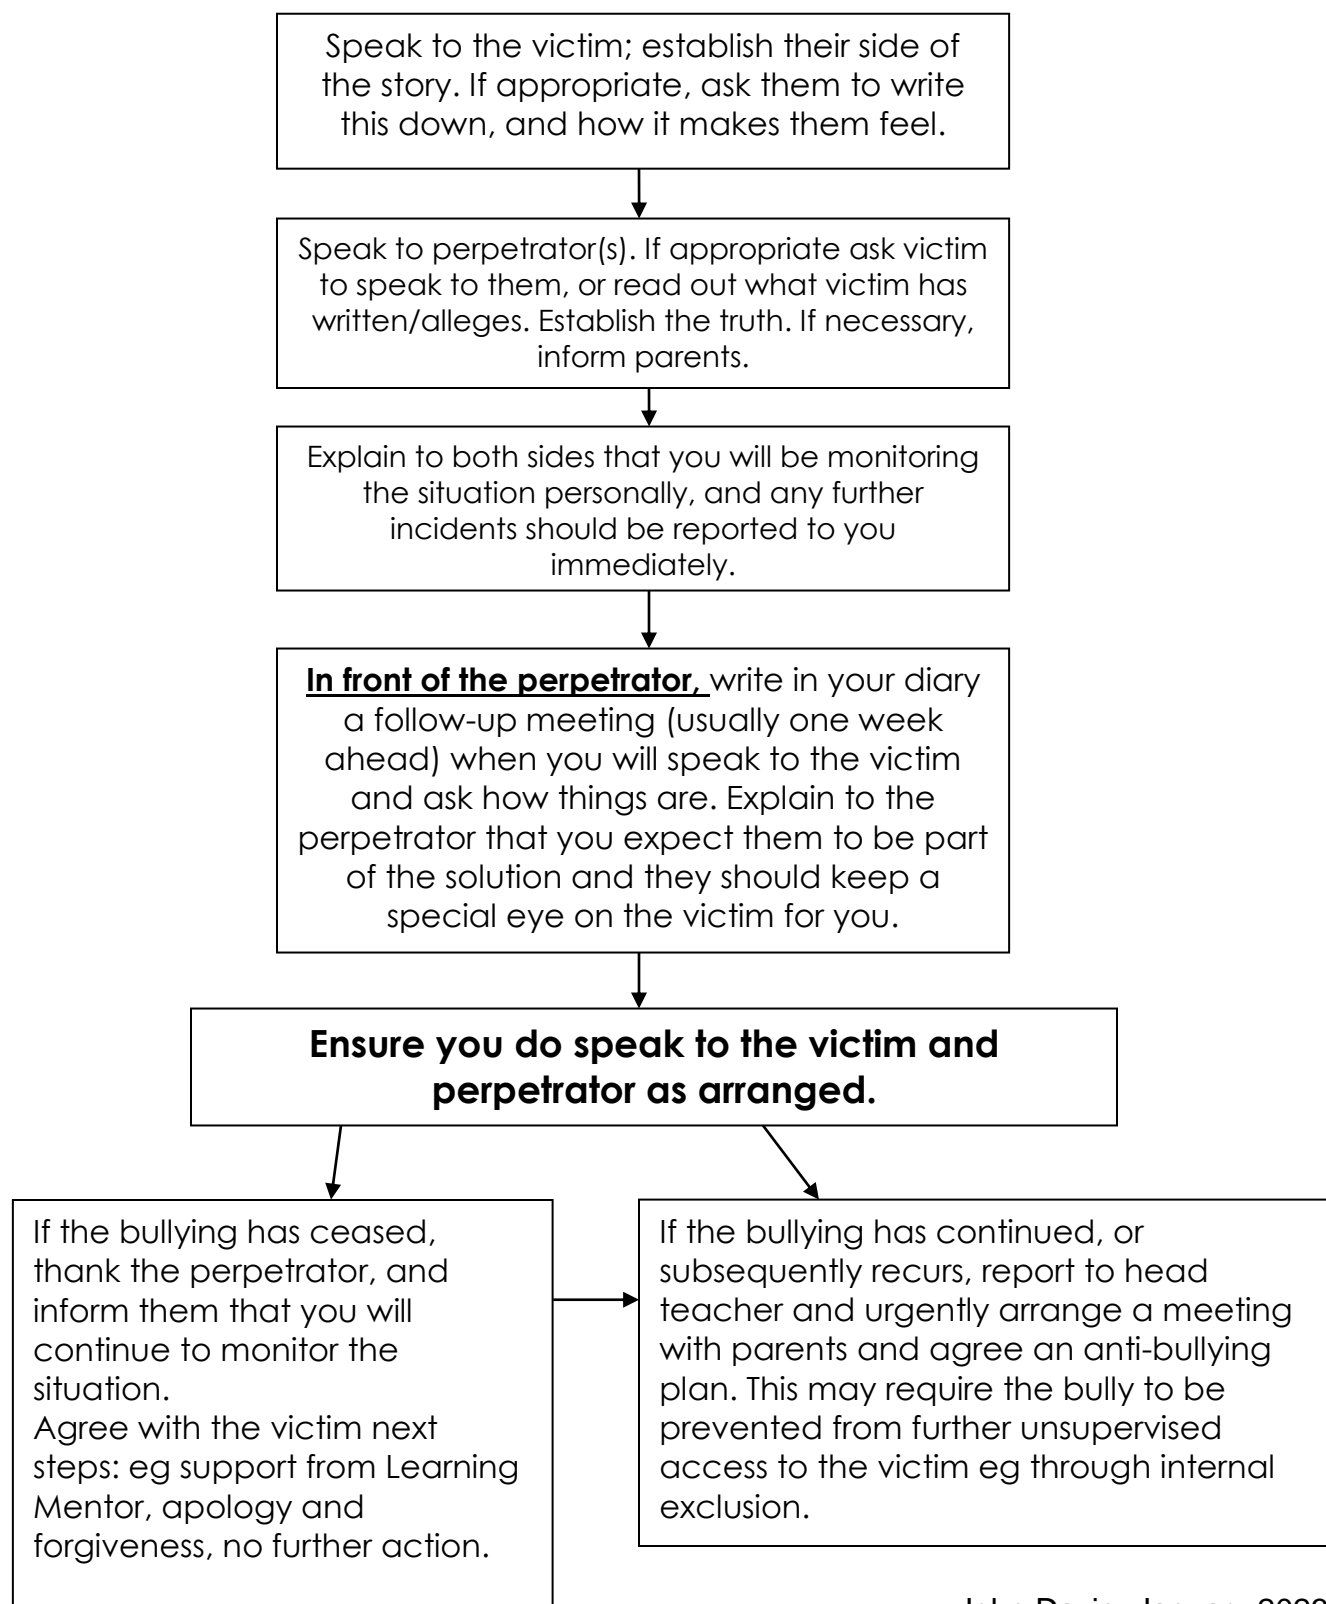 Speak to the victim; establish their side of
the story. If appropriate, ask them to write
this down, and how it makes them feel.
Speak to perpetrator(s). If appropriate ask victim
to speak to them, or read out what victim has
written/alleges. Establish the truth. If necessary,
inform parents.
Explain to both sides that you will be monitoring
the situation personally, and any further
incidents should be reported to you
immediately.
In front of the perpetrator, write in your diary
a follow-up meeting (usually one week
ahead) when you will speak to the victim
and ask how things are. Explain to the
perpetrator that you expect them to be part
of the solution and they should keep a
special eye on the victim for you.
Ensure you do speak to the victim and
perpetrator as arranged.
If the bullying has ceased,
thank the perpetrator, and
inform them that you will
continue to monitor the
situation.
Agree with the victim next
steps: eg support from Learning
Mentor, apology and
forgiveness, no further action.
If the bullying has continued, or
subsequently recurs, report to head
teacher and urgently arrange a meeting
with parents and agree an anti-bullying
plan. This may require the bully to be
prevented from further unsupervised
access to the victim eg through internal
exclusion.